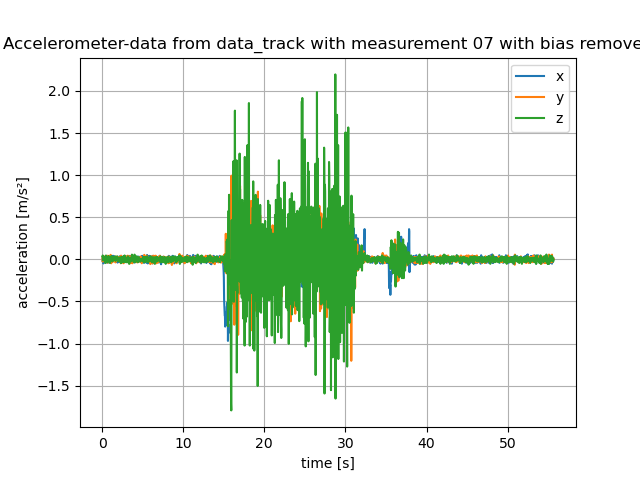 Accelerometer-data from data_track with measurement 07 with bias remove
x
y
z
2.0
1.5
1.0
0.5
0.0
−0.5
−1.0
−1.5
acceleration [m/s²]
0 10 20 30 40 50
time [s]